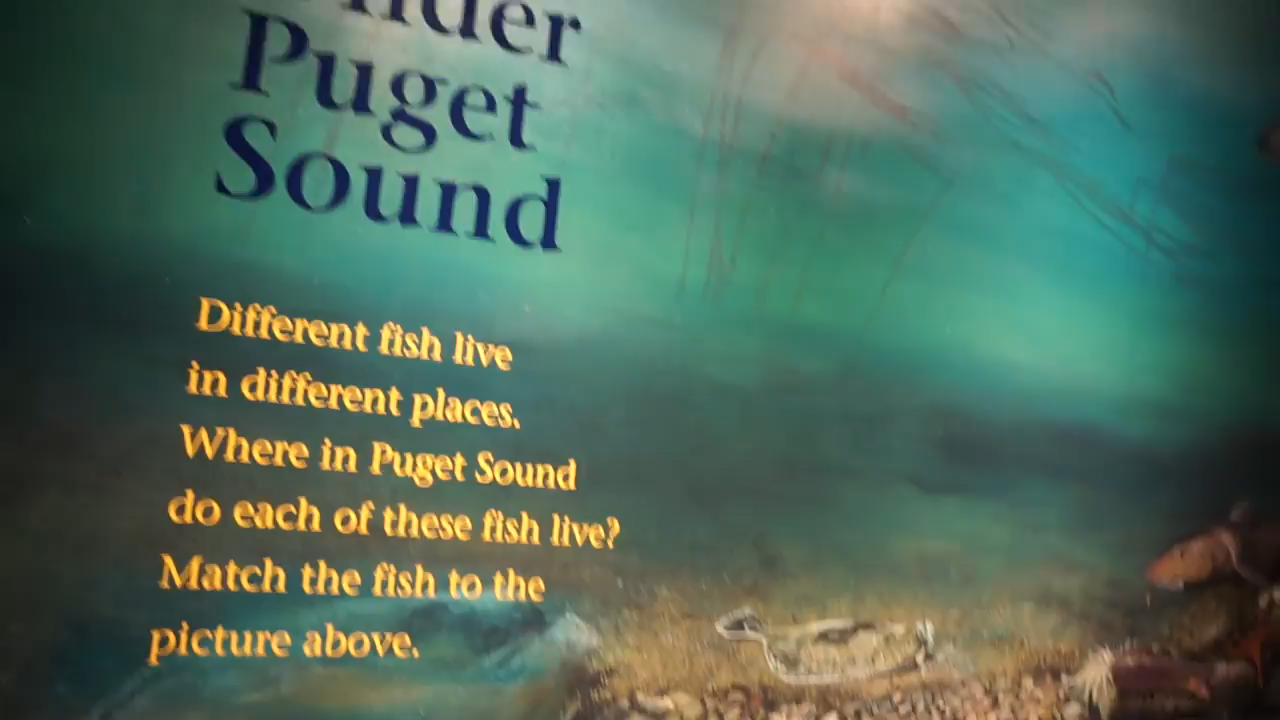 Under
Puget
Sound
Different fish live
in different places.
Where in Puget Sound
do each of these fish live?
Match the fish to the
picture above.